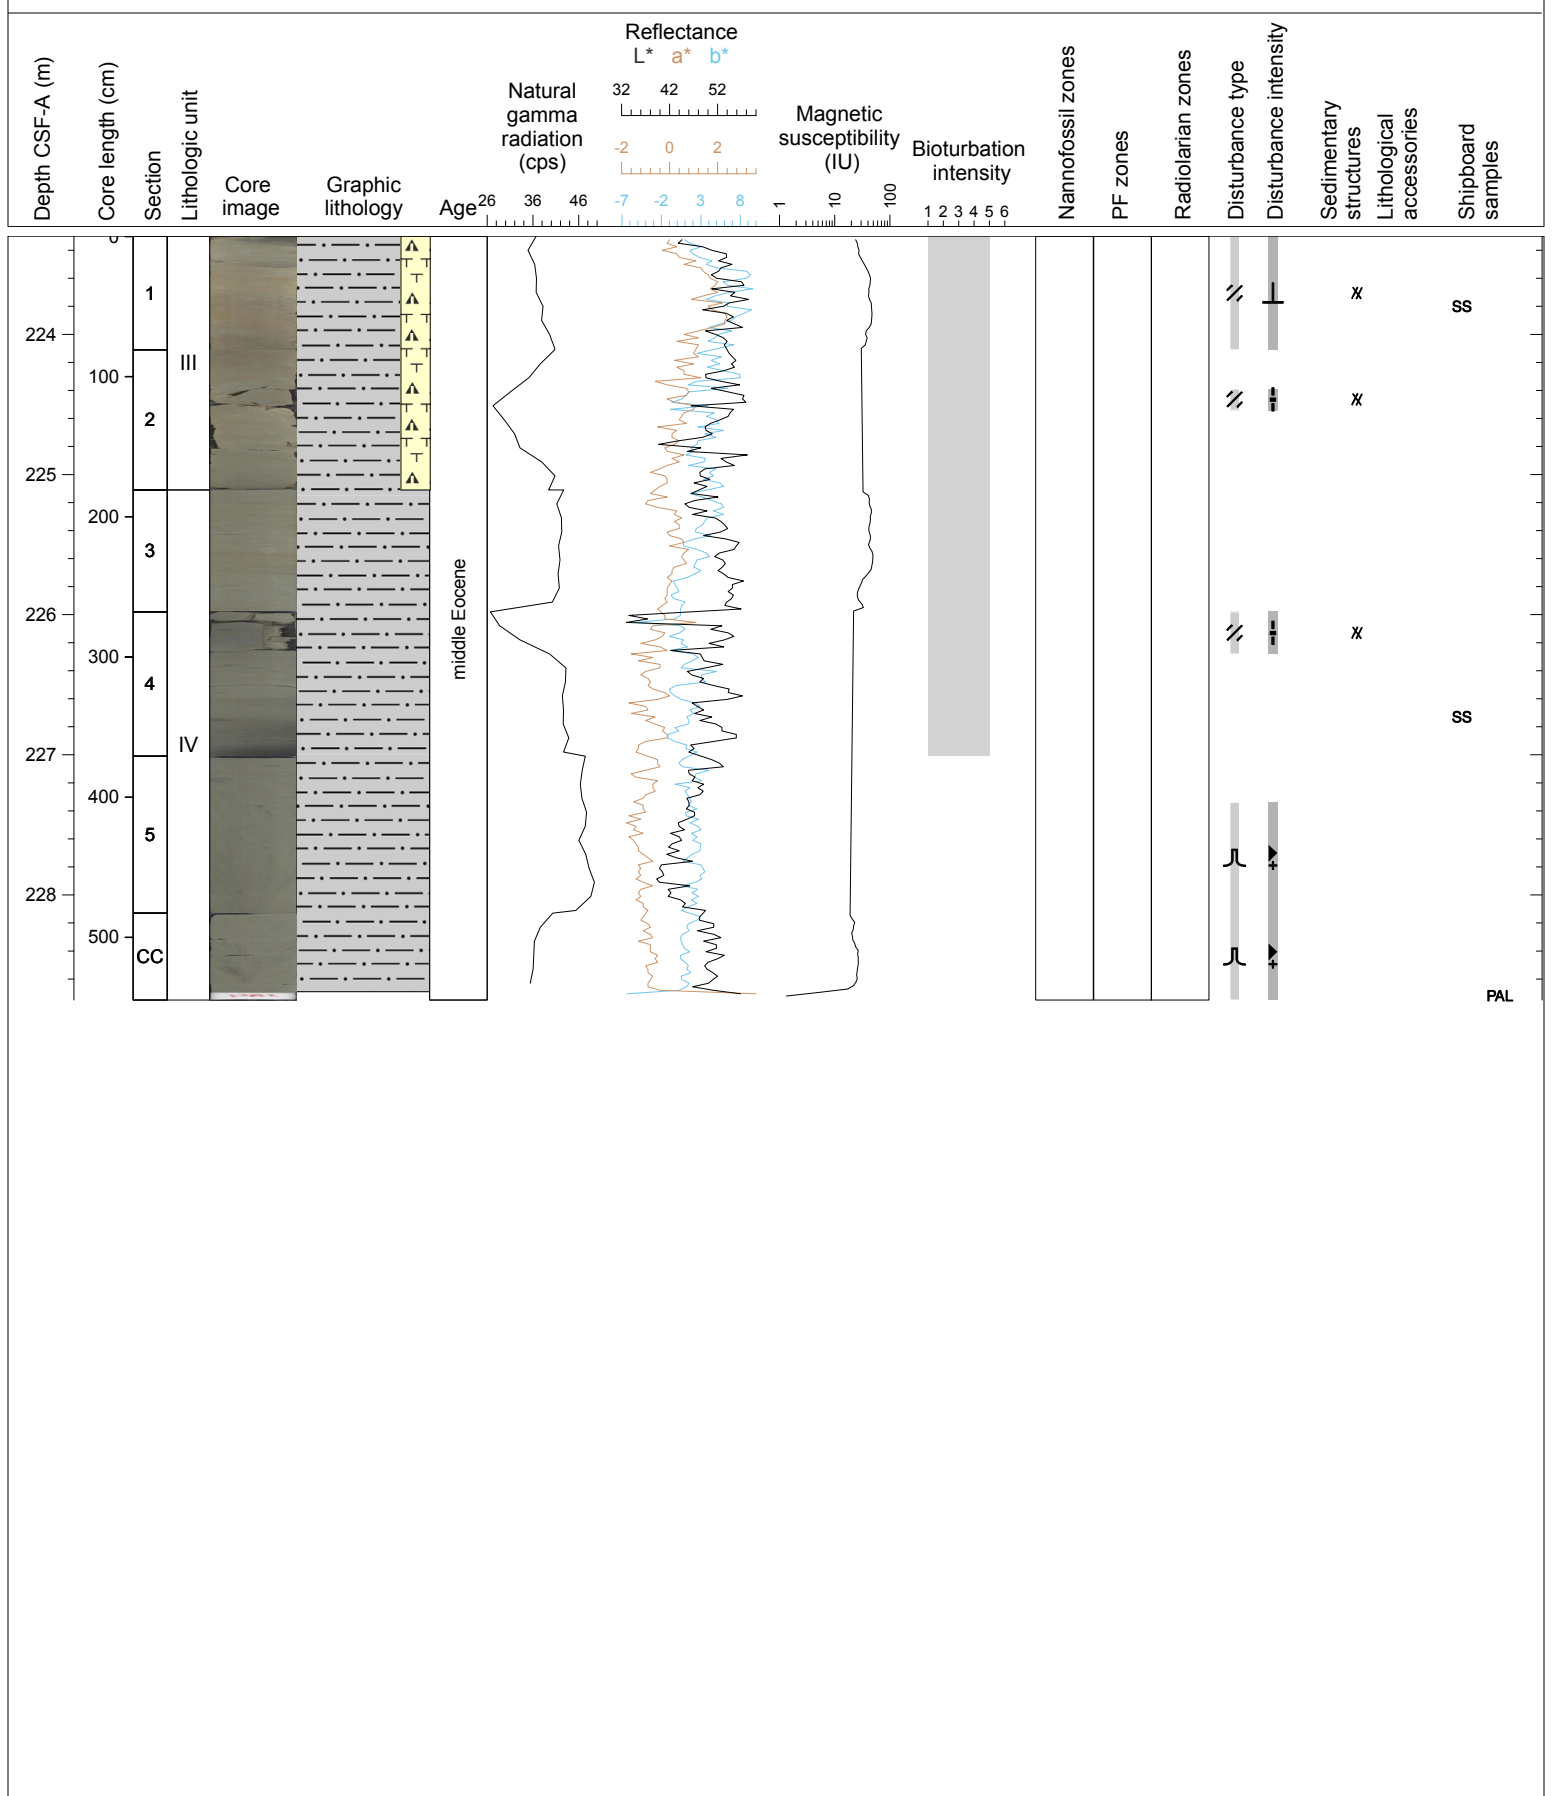 Depth CSF-A (m)
Core length (cm)
Section
Lithologic unit
Core
image
Graphic
lithology
Age
Natural
gamma
radiation
(cps)
26 36 46
Reflectance
L* a* b*
32 42 52
-2 0 2
-7 -2 3 8
Magnetic
susceptibility
(IU)
1 10 100
Bioturbation
intensity
1 2 3 4 5 6
Nannofossil zones
PF zones
Radiolarian zones
Disturbance type
Disturbance intensity
Sedimentary
structures
Lithological
accessories
Shipboard
samples
0
1
SS
224
III
100
2
225
200
3
middle Eocene
226
300
4
SS
IV
227
400
5
228
500
CC
PAL